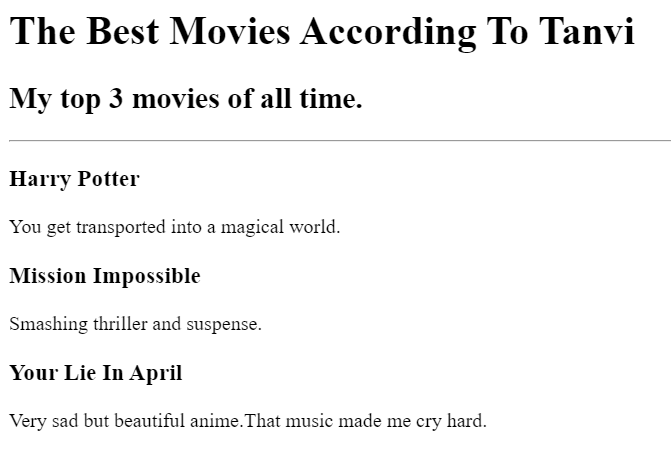 The Best Movies According To Tanvi
My top 3 movies of all time.
Harry Potter
You get transported into a magical world.
Mission Impossible
Smashing thriller and suspense.
Your Lie In April
Very sad but beautiful anime.That music made me cry hard.